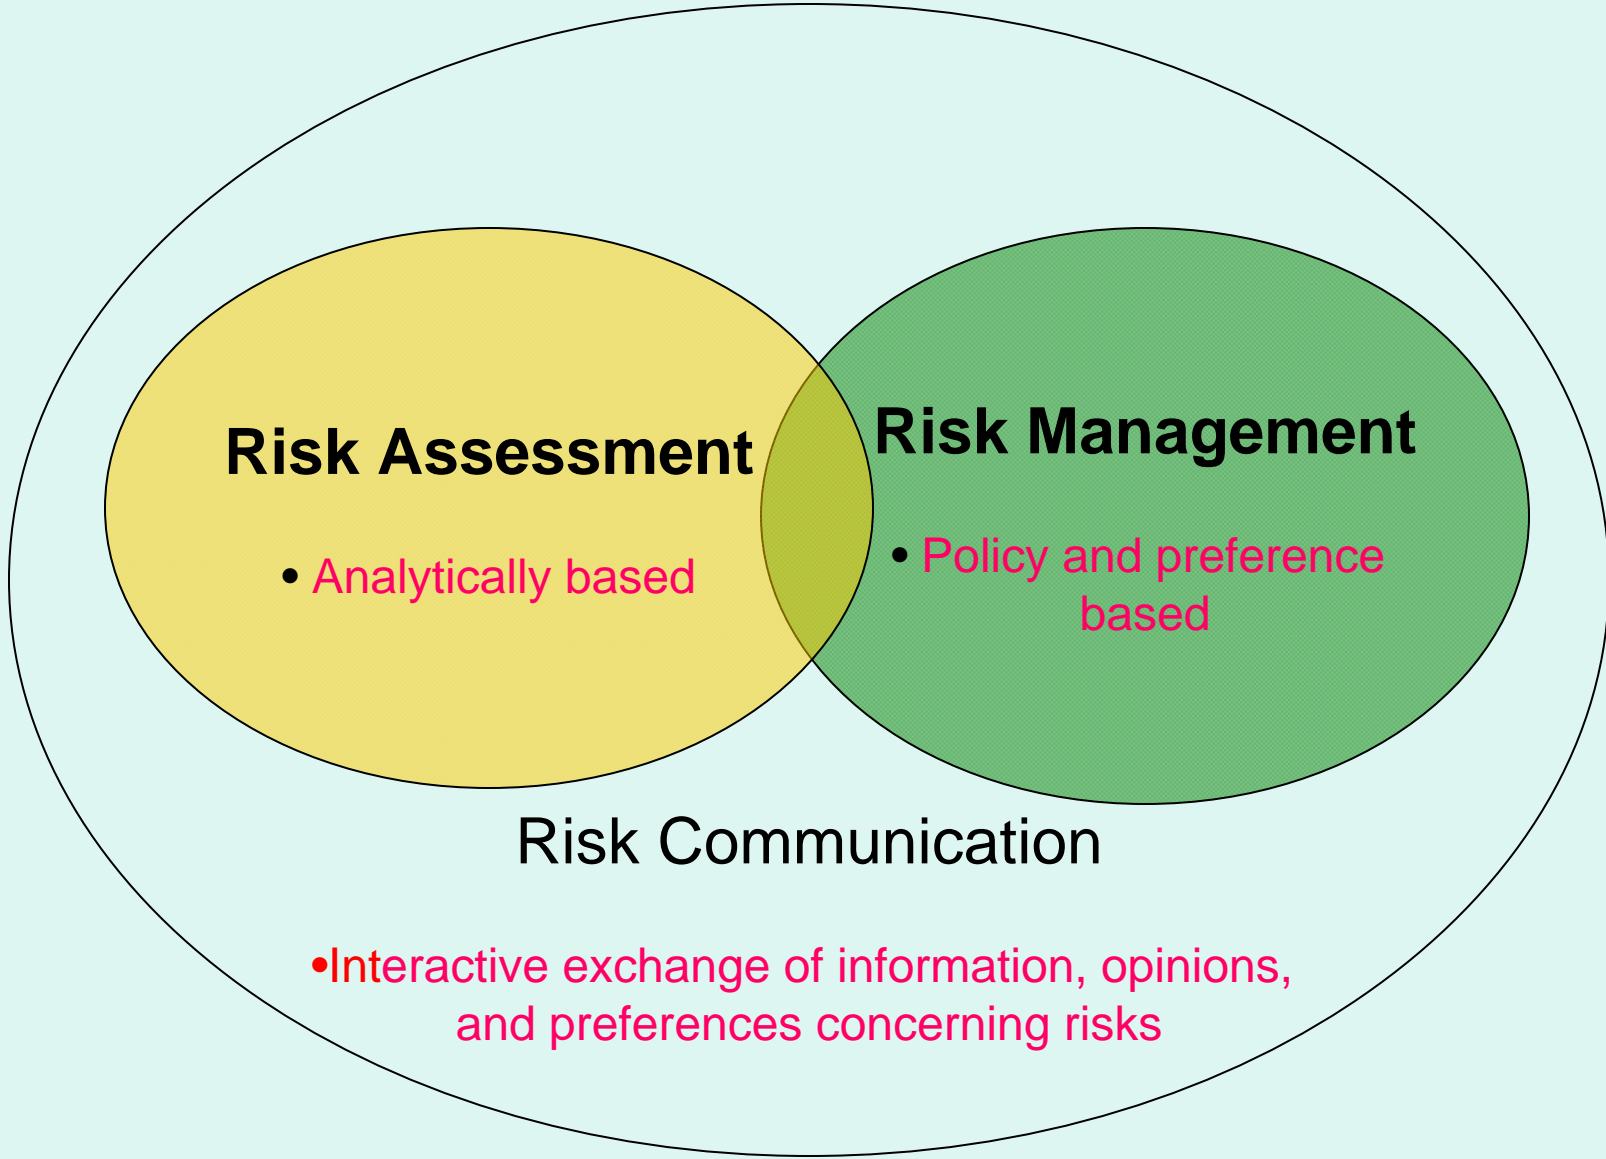 Risk Assessment
• Analytically based
Risk Management
• Policy and preference
based
Risk Communication
•Interactive exchange of information, opinions,
and preferences concerning risks